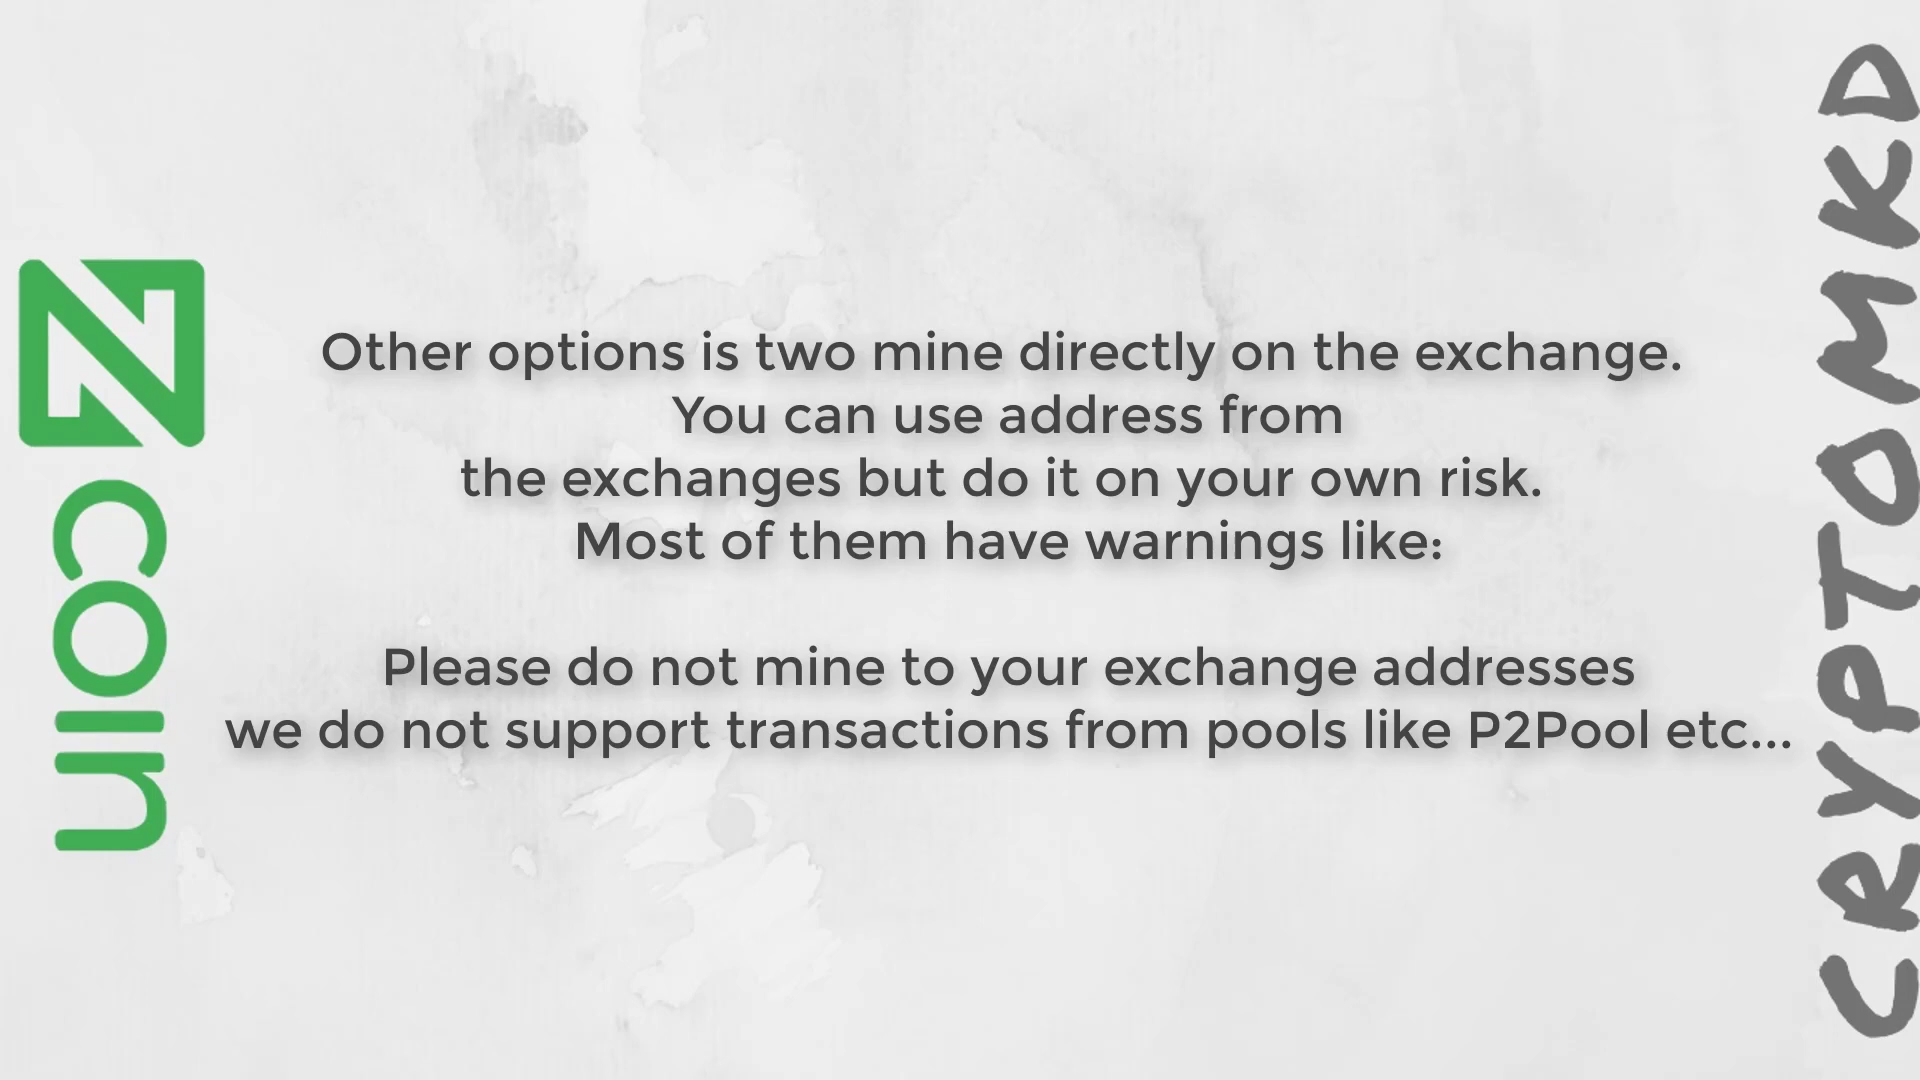 Z coin
Other options is two mine directly on the exchange.
You can use address from
the exchanges but do it on your own risk.
Most of them have warnings like:
Please do not mine to your exchange addresses
we do not support transactions from pools like P2Pool etc...
CRYPTOMKD